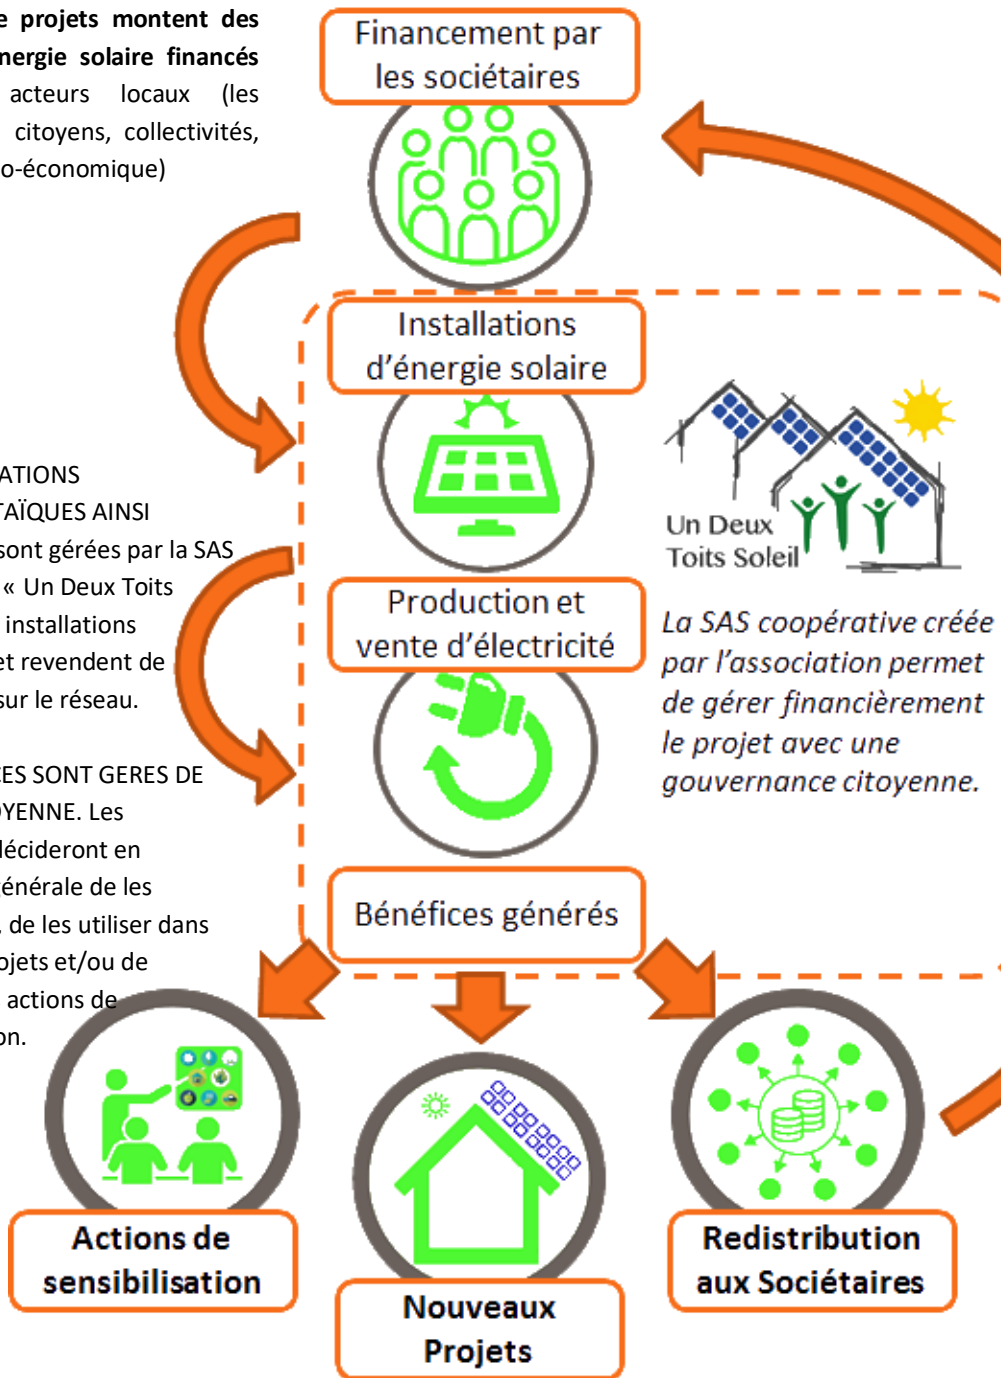 e projets montent des
nergie solaire financés
acteurs locaux (les
citoyens, collectivités,
o-économique)
Financement par
les sociétaires
Installations
d'énergie solaire
Un Deux
Toits Soleil
ATIONS
TAÏQUES AINSI
sont gérées par la SAS
« Un Deux Toits
installations
et revendent de
sur le réseau.
Production et
vente d'électricité
La SAS coopérative créée
par l'association permet
de gérer financièrement
le projet avec une
gouvernance citoyenne.
CES SONT GERES DE
OYENNE. Les
décideront en
générale de les
, de les utiliser dans
ojets et/ou de
actions de
on.
Bénéfices générés
Actions de
sensibilisation
Nouveaux
Projets
Redistribution
aux Sociétaires